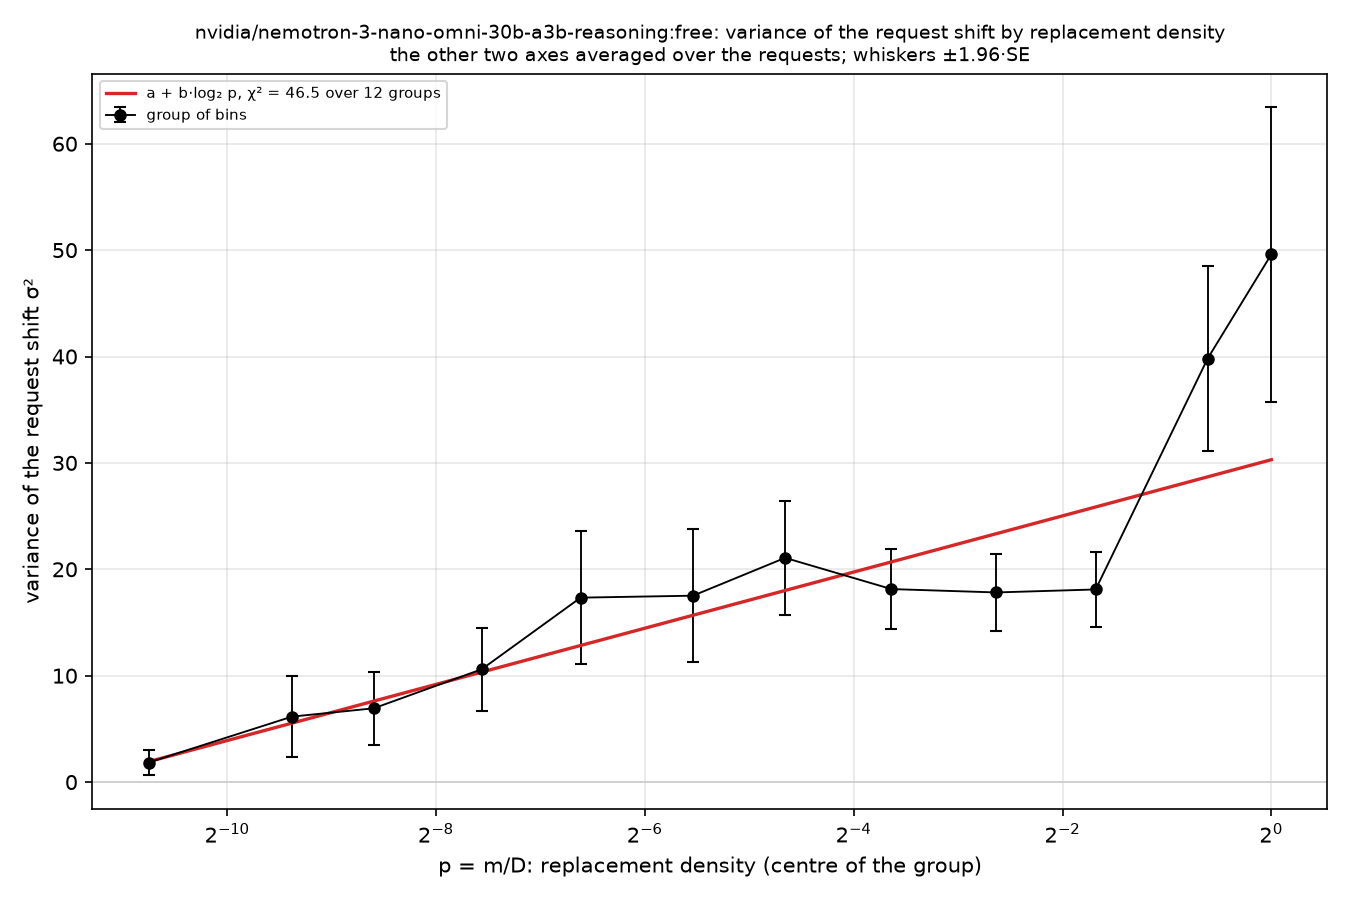 nvidia/nemotron-3-nano-omni-30b-a3b-reasoning:free: variance of the request shift by replacement density
the other two axes averaged over the requests; whiskers ±1.96·SE
a + b·log₂ p, χ² = 46.5 over 12 groups
group of bins
variance of the request shift σ²
60
50
40
30
20
10
0
2⁻¹⁰ 2⁻⁸ 2⁻⁶ 2⁻⁴ 2⁻² 2⁰
p = m/D: replacement density (centre of the group)